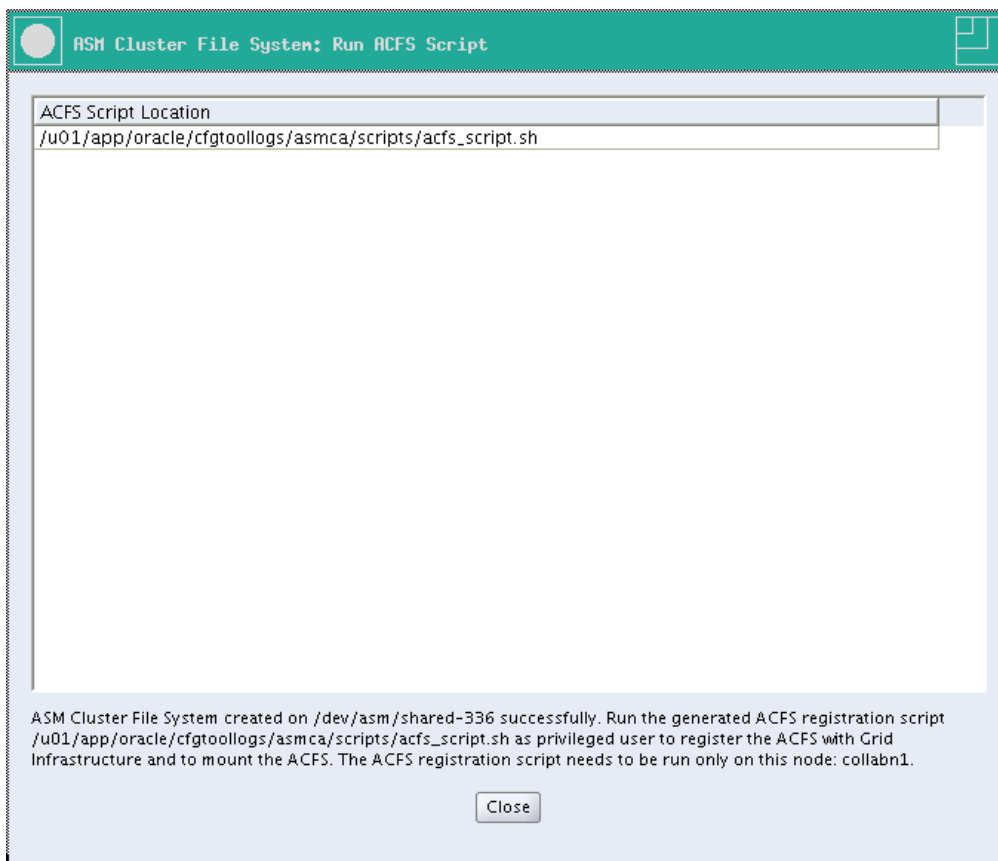 ASM Cluster File System: Run ACFS Script
ACFS Script Location
/u01/app/oracle/cfgtoollogs/asmca/scripts/acfs_script.sh
ASM Cluster File System created on /dev/asm/shared-336 successfully. Run the generated ACFS registration script
/u01/app/oracle/cfgtoollogs/asmca/scripts/acfs_script.sh as privileged user to register the ACFS with Grid
Infrastructure and to mount the ACFS. The ACFS registration script needs to be run only on this node: collabn1.
Close